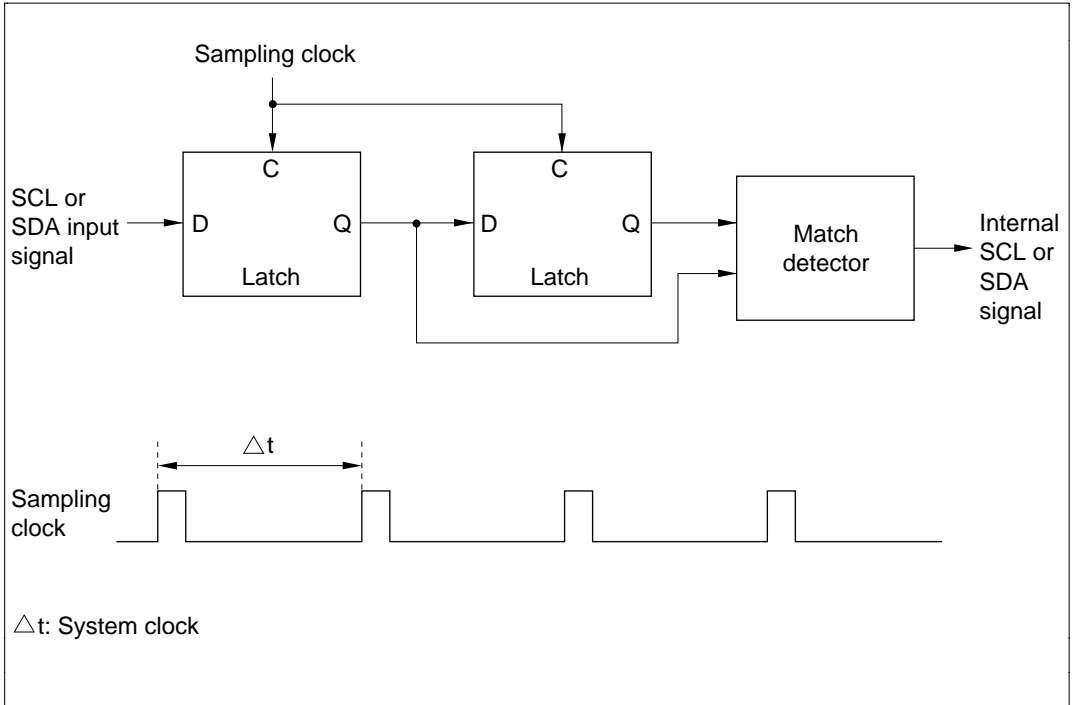 Sampling clock
C
C
SCL or
SDA input
signal
D
Q
Latch
D
Q
Latch
Match
detector
Internal
SCL or
SDA
signal
△t
Sampling
clock
△t: System clock